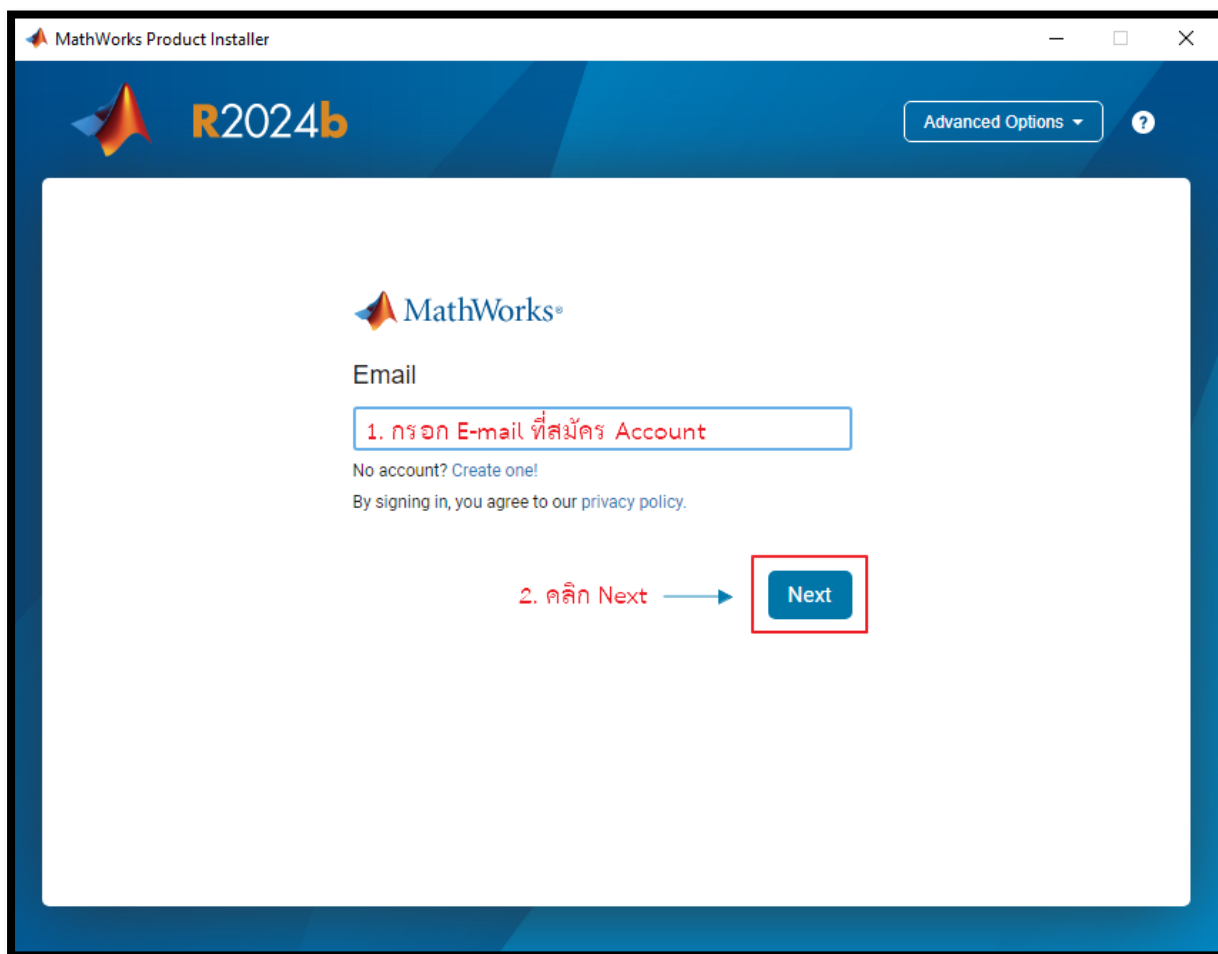 MathWorks Product Installer
R2024b
Advanced Options
?
MathWorks®
Email
1. กรอก E-mail ที่สมัคร Account
No account? Create one!
By signing in, you agree to our privacy policy.
2. คลิก Next
Next